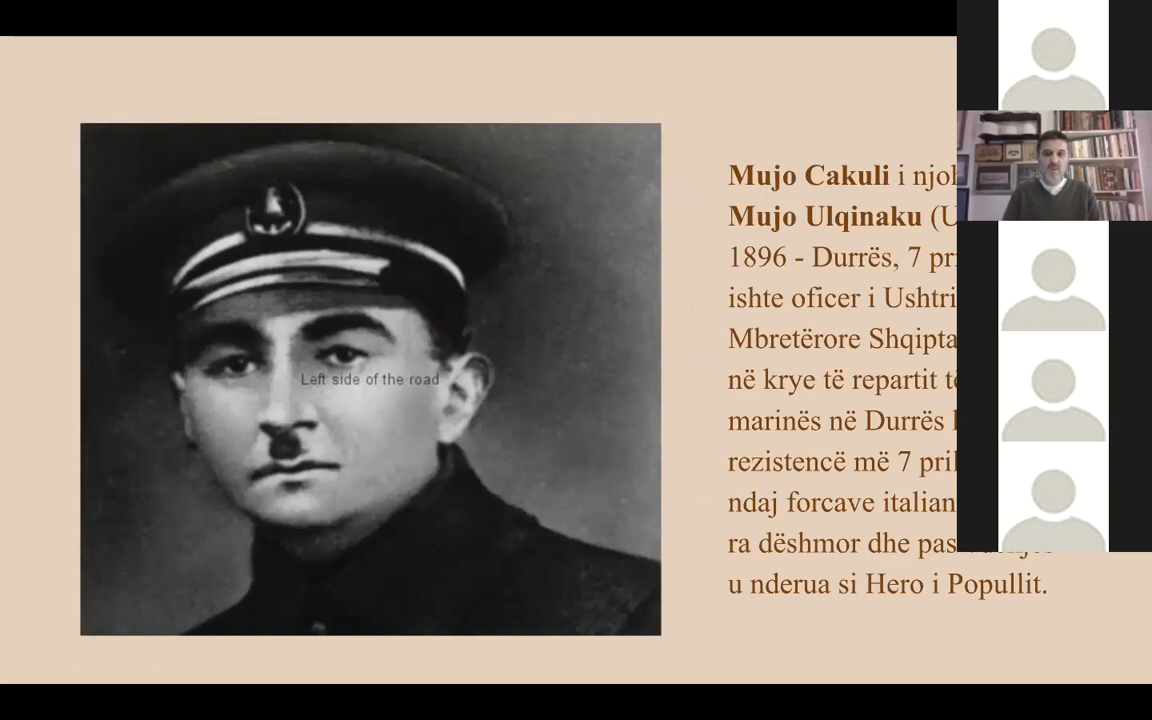 Mujo Cakuli i
Mujo Ulqinaku
1896 - Durrës, 7
ishte oficer i
Mbretërore
në krye të repartit
marinës në Durrës
rezistencë më 7
ndaj forcave
ra dëshmor dhe pas
u nderua si Hero i Popullit.
Left side of the road